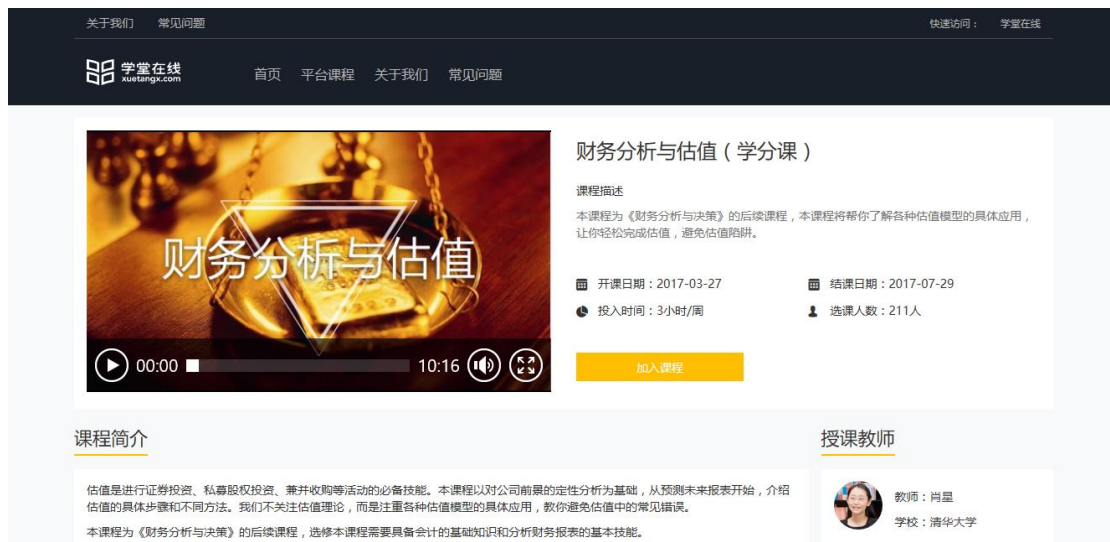 关于我们 常见问题 快速访问： 学堂在线
学堂在线
xuetangx.com
首页 平台课程 关于我们 常见问题
财务分析与估值
00:00 10:16
财务分析与估值（学分课）
课程描述
本课程为《财务分析与决策》的后续课程，本课程将帮你了解各种估值模型的具体应用，
让你轻松完成估值，避免估值陷阱。
开课日期：2017-03-27 结课日期：2017-07-29
投入时间：3小时/周 选课人数：211人
加入课程
课程简介
估值是进行证券投资、私募股权投资、兼并收购等活动的必备技能。本课程以对公司前景的定性分析为基础，从预测未来报表开始，介绍
估值的具体步骤和不同方法。我们不关注估值理论，而是注重各种估值模型的具体应用，教你避免估值中的常见错误。
本课程为《财务分析与决策》的后续课程，选修本课程需要具备会计的基础知识和分析财务报表的基本技能。
授课教师
教师：肖星
学校：清华大学